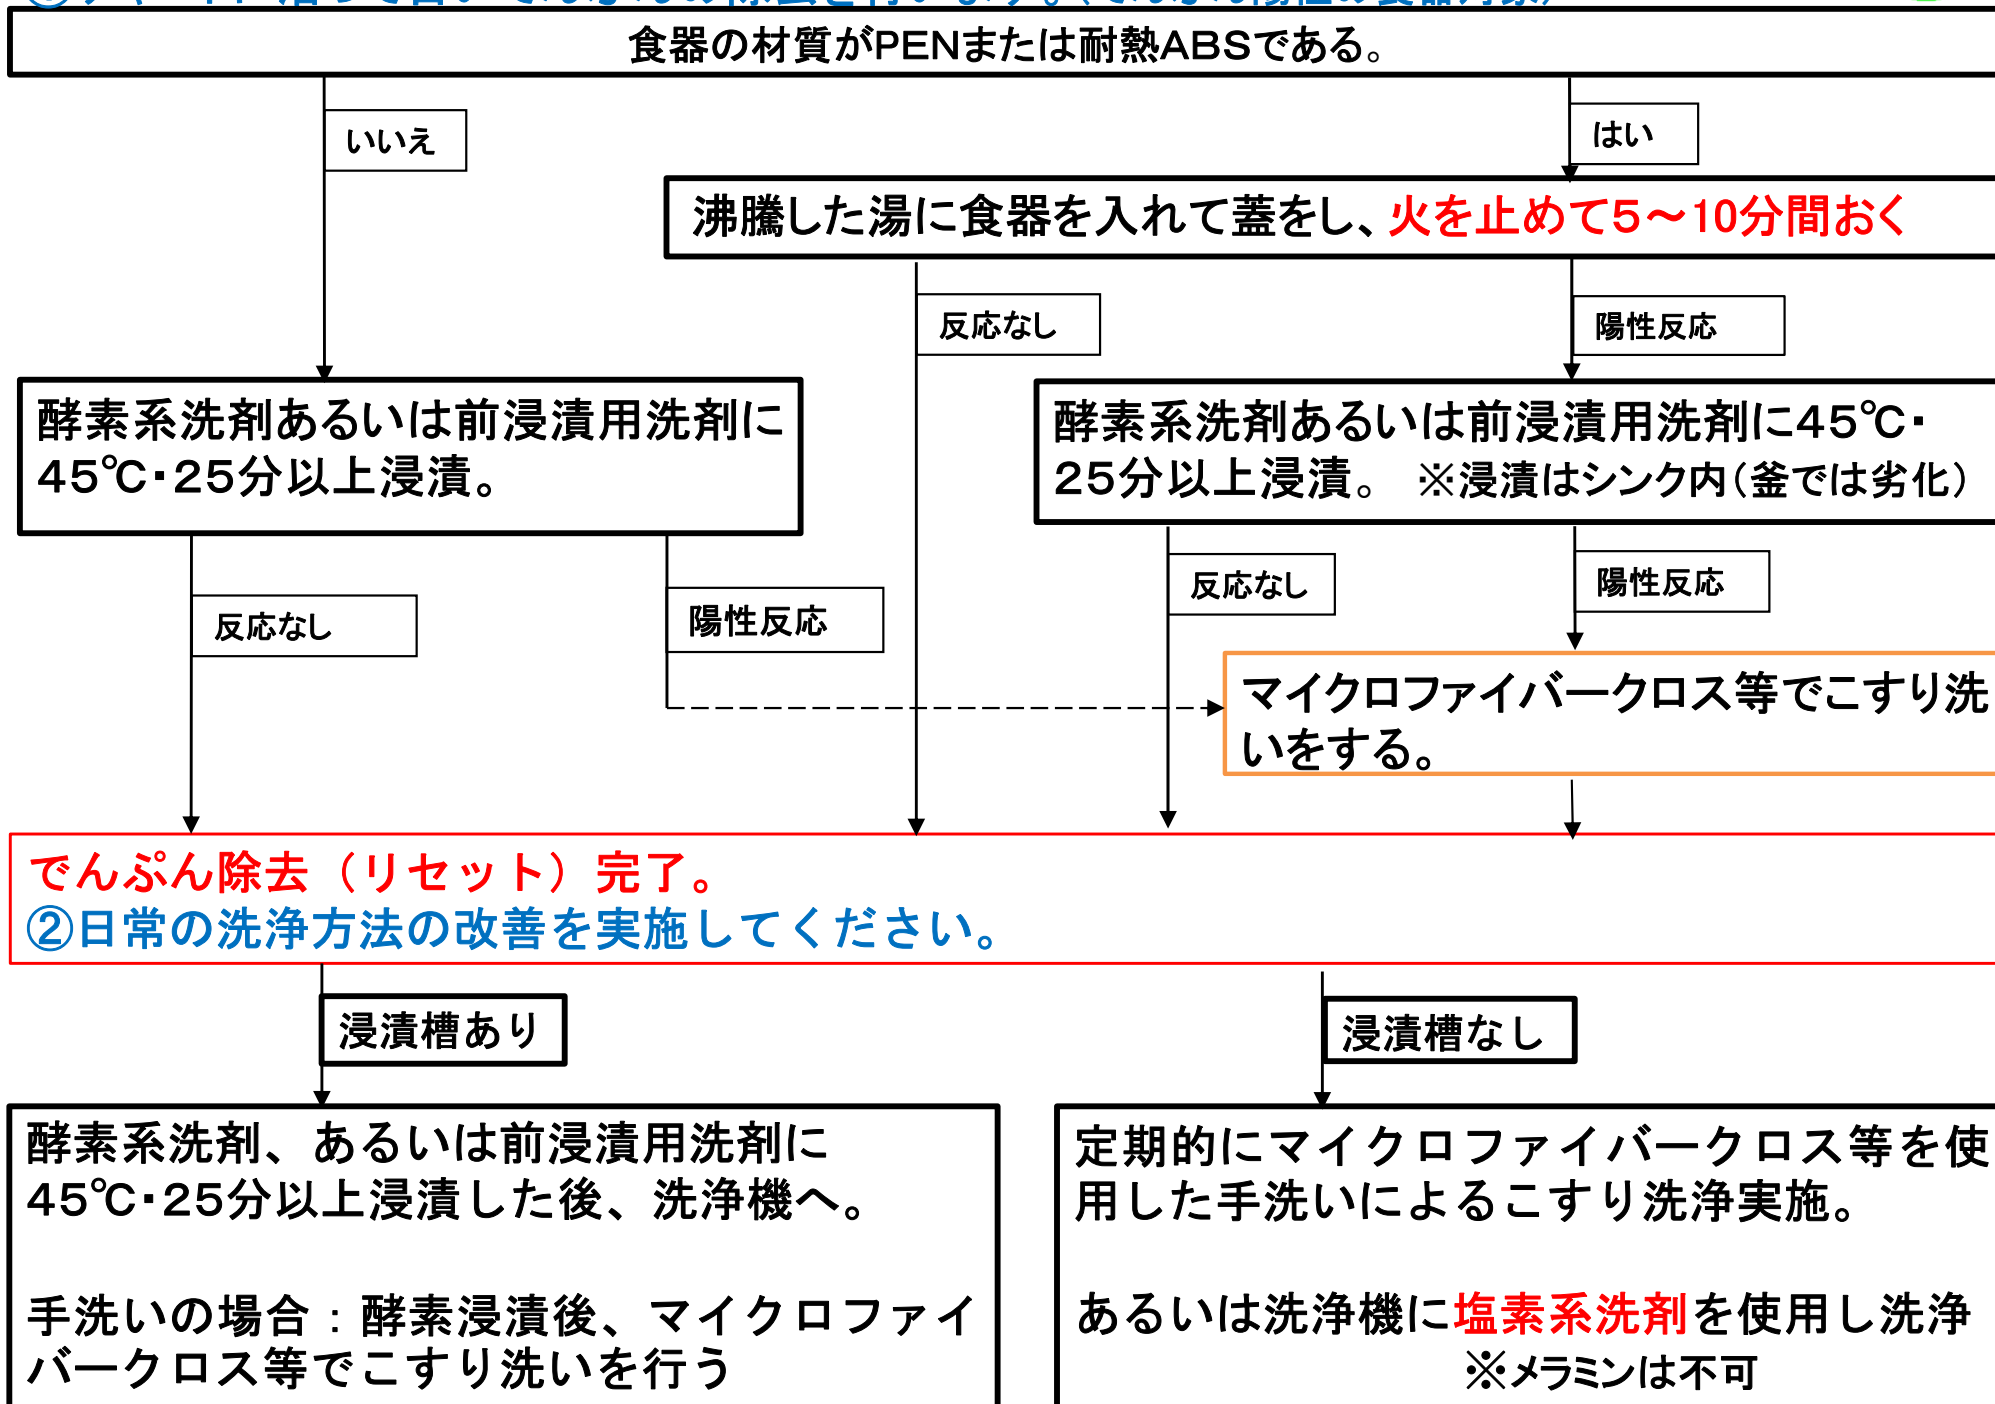 食器の材質がPENまたは耐熱ABSである。
いいえ
はい
沸騰した湯に食器を入れて蓋をし、火を止めて5～10分間おく
反応なし
陽性反応
酵素系洗剤あるいは前浸漬用洗剤に
45℃・25分以上浸漬。
酵素系洗剤あるいは前浸漬用洗剤に45℃・
25分以上浸漬。 ※浸漬はシンク内（釜では劣化）
反応なし
陽性反応
反応なし
陽性反応
マイクロファイバークロス等でこすり洗
いをする。
でんぷん除去（リセット）完了。
②日常の洗浄方法の改善を実施してください。
浸漬槽あり
浸漬槽なし
酵素系洗剤、あるいは前浸漬用洗剤に
45℃・25分以上浸漬した後、洗浄機へ。
手洗いの場合：酵素浸漬後、マイクロファイ
バークロス等でこすり洗いを行う
定期的にマイクロファイバークロス等を使
用した手洗いによるこすり洗浄実施。
あるいは洗浄機に塩素系洗剤を使用し洗浄
※メラミンは不可